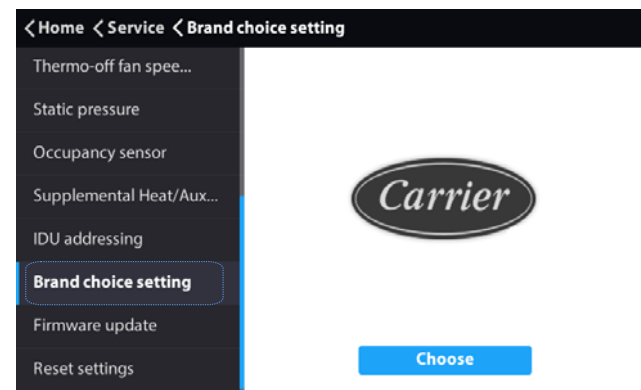 Home Service Brand choice setting
Thermo-off fan spee...
Static pressure
Occupancy sensor
Supplemental Heat/Aux...
IDU addressing
Brand choice setting
Firmware update
Reset settings
Carrier
Choose